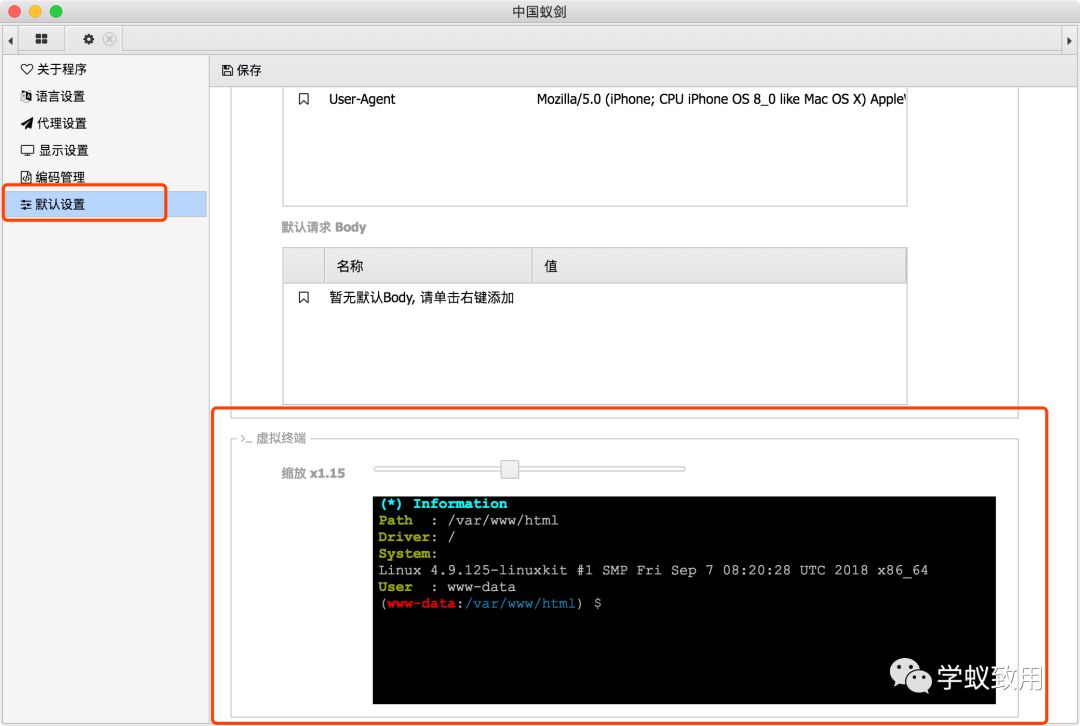 中国蚁剑
关于程序
保存
语言设置
代理设置
显示设置
编码管理
默认设置
User-Agent Mozilla/5.0 (iPhone; CPU iPhone OS 8_0 like Mac OS X) Apple
默认请求 Body
名称 值
暂无默认Body, 请单击右键添加
>_ 虚拟终端
缩放 x1.15
(*) Information
Path : /var/www/html
Driver: /
System:
Linux 4.9.125-linuxkit #1 SMP Fri Sep 7 08:20:28 UTC 2018 x86_64
User : www-data
(www-data:/var/www/html) $
学蚁致用